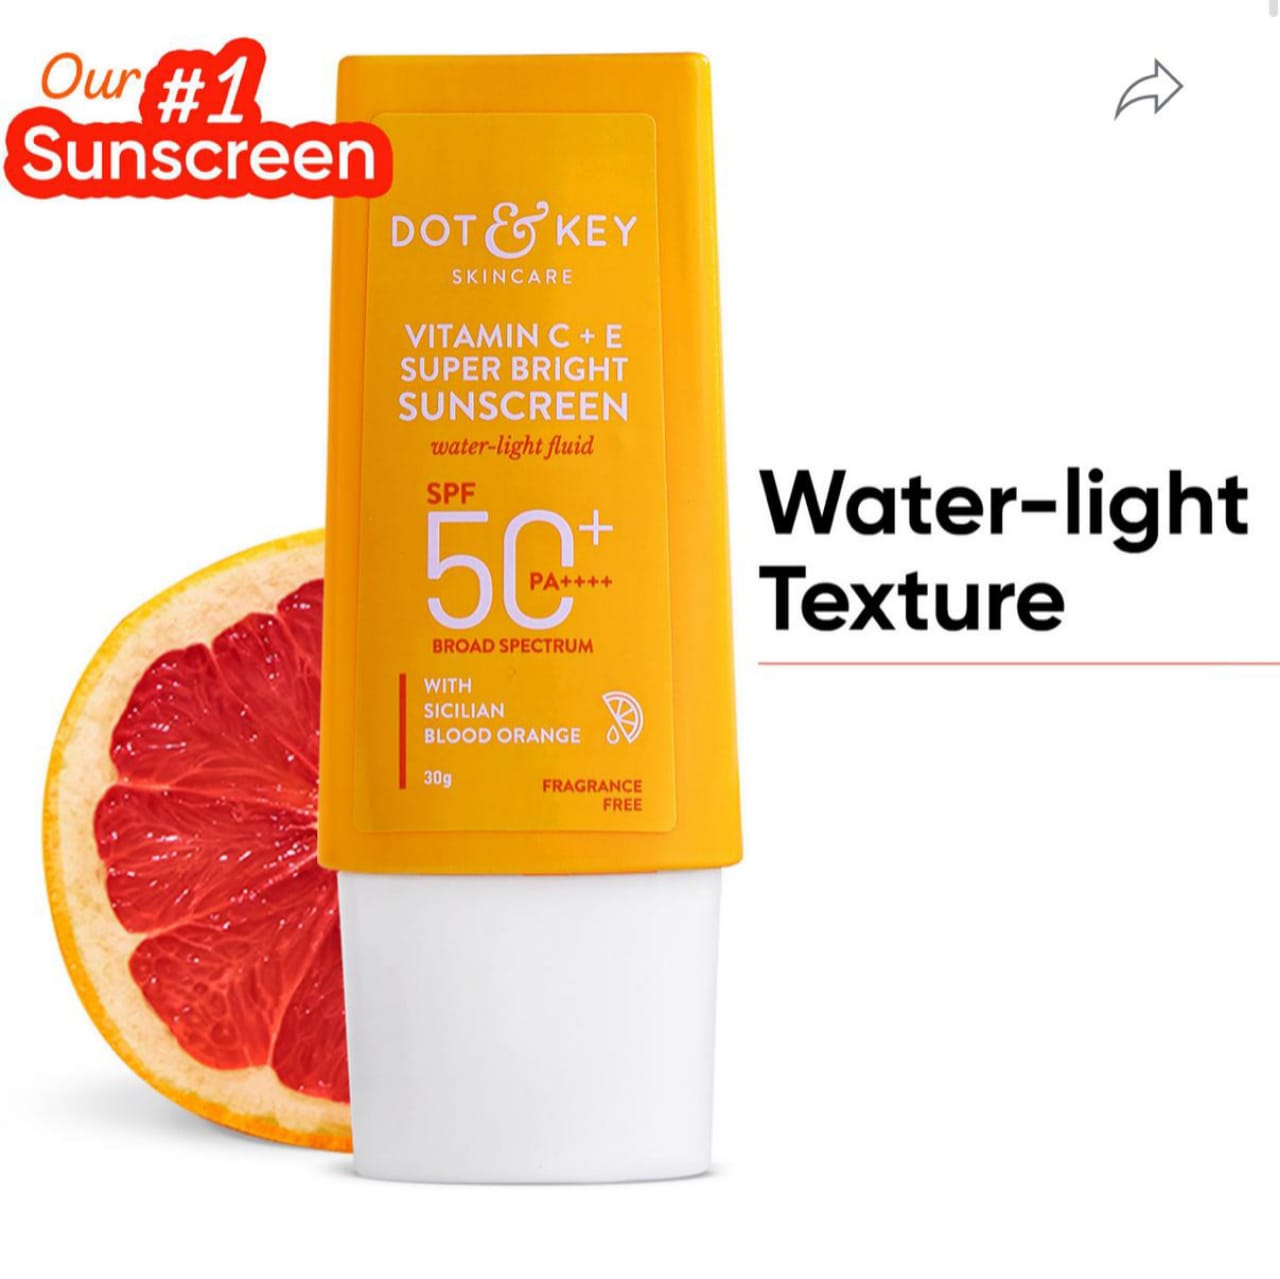 Our #1
Sunscreen
DOT & KEY
SKINCARE
VITAMIN C + E
SUPER BRIGHT
SUNSCREEN
water-light fluid
SPF
50+
PA++++
BROAD SPECTRUM
WITH
SICILIAN
BLOOD ORANGE
30g
FRAGRANCE
FREE
Water-light
Texture